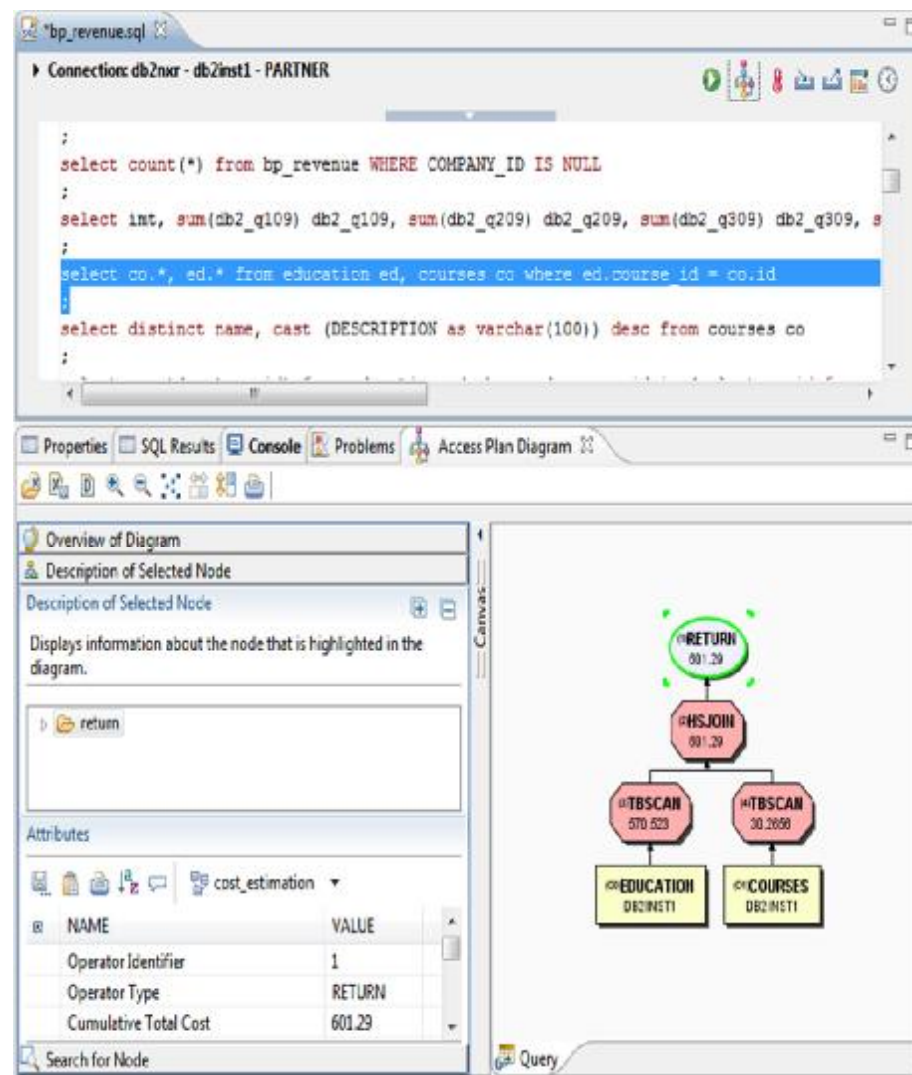 *bp_revenue.sql
Connection: db2nxr - db2inst1 - PARTNER
;
select count(*) from bp_revenue WHERE COMPANY_ID IS NULL
;
select imt, sum(db2_q109) db2_q109, sum(db2_q209) db2_q209, sum(db2_q309) db2_q309, s
;
select co.*, ed.* from education ed, courses co where ed.course_id = co.id
;
select distinct name, cast (DESCRIPTION as varchar(100)) desc from courses co
;
Properties SQL Results Console Problems Access Plan Diagram
Overview of Diagram
Description of Selected Node
Description of Selected Node
Displays information about the node that is highlighted in the
diagram.
return
Attributes
cost_estimation
NAME VALUE
Operator Identifier 1
Operator Type RETURN
Cumulative Total Cost 601.29
Search for Node
Canvas
RETURN
601.29
HSJOIN
601.29
TBSCAN
570.523
TBSCAN
30.2656
EDUCATION
DB2INST1
COURSES
DB2INST1
Query